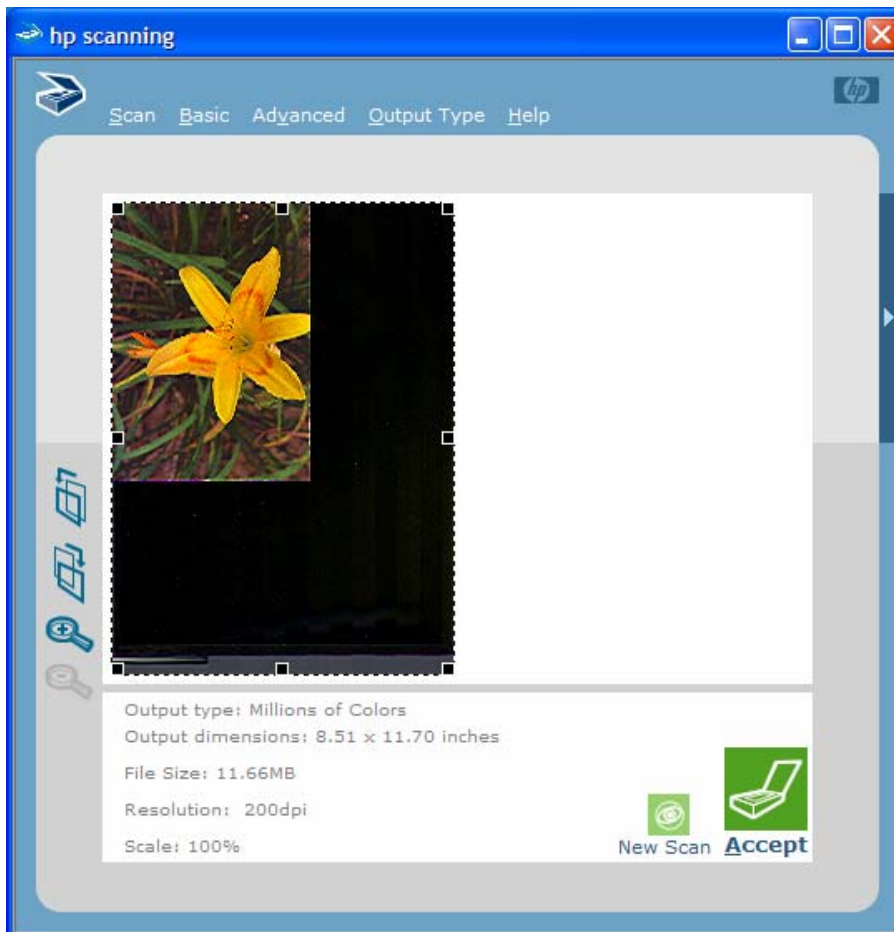 hp scanning
hp
Scan Basic Advanced Output Type Help
Output type: Millions of Colors
Output dimensions: 8.51 x 11.70 inches
File Size: 11.66MB
Resolution: 200dpi
Scale: 100%
New Scan Accept